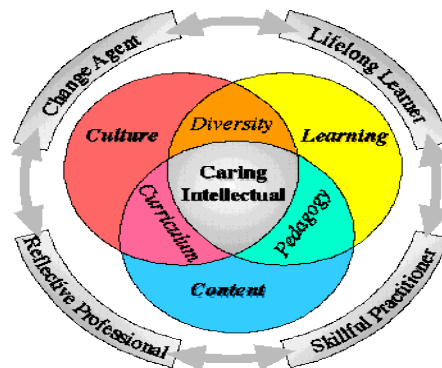 Change Agent
Lifelong Learner
Culture
Diversity
Learning
Caring
Intellectual
Curriculum
Pedagogy
Content
Reflective Professional
Skillful Practitioner